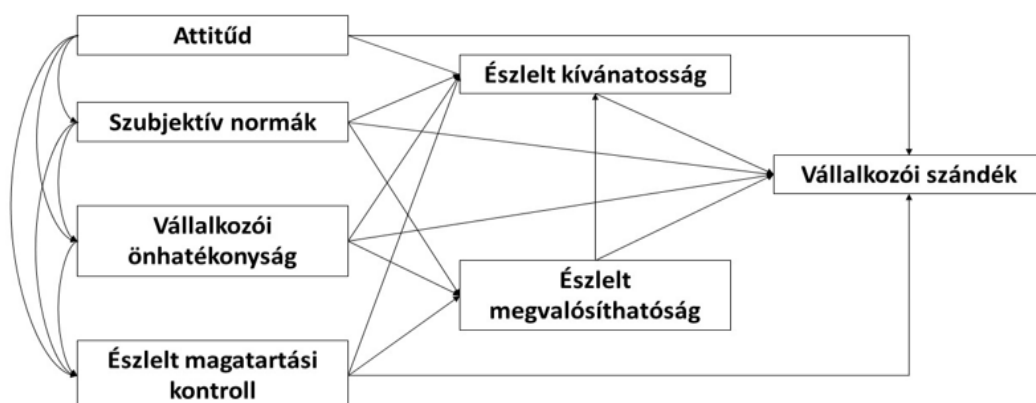 Attitűd
Észlelt kívánatosság
Szubjektív normák
Vállalkozói szándék
Vállalkozói
önhatékonyság
Észlelt
megvalósíthatóság
Észlelt magatartási
kontroll